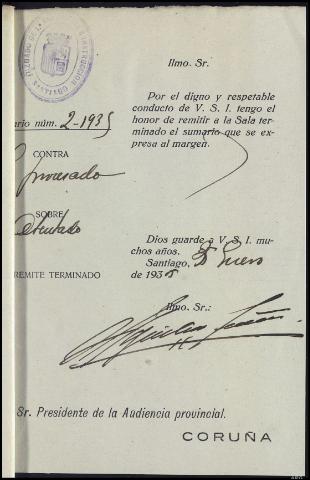 Ilmo. Sr.
Por el digno y respetable
conducto de V. S. I. tengo el
honor de remitir a la Sala ter-
minado el sumario que se ex-
presa al margen.
ario núm. 2-1935
CONTRA
procesado
SOBRE
Atentado
REMITE TERMINADO
Dios guarde a V. S. I. mu-
chos años.
Santiago, Enero
de 1935
Ilmo. Sr.:
Sr. Presidente de la Audiencia provincial.
CORUÑA